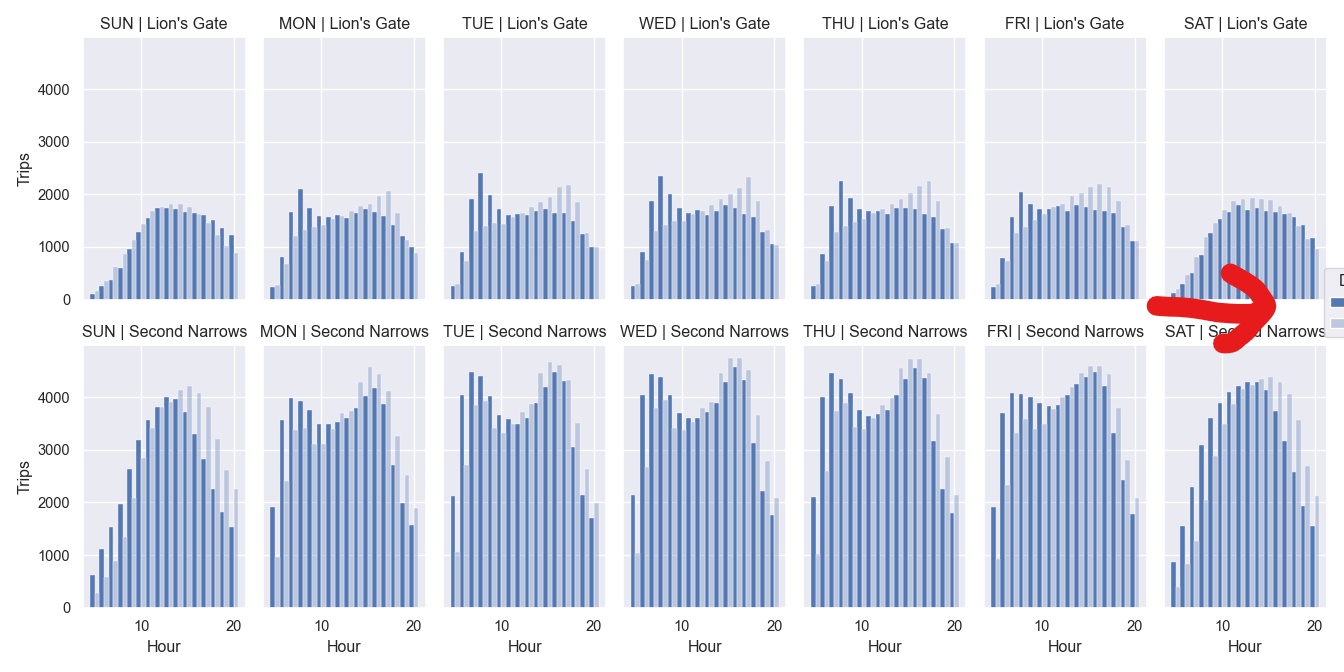 SUN | Lion's Gate MON | Lion's Gate TUE | Lion's Gate WED | Lion's Gate THU | Lion's Gate FRI | Lion's Gate SAT | Lion's Gate
4000
3000
2000
1000
0
Trips
SUN | Second Narrows MON | Second Narrows TUE | Second Narrows WED | Second Narrows THU | Second Narrows FRI | Second Narrows SAT | Second Narrows
4000
3000
2000
1000
0
Trips
10 20 10 20 10 20 10 20 10 20 10 20 10 20
Hour Hour Hour Hour Hour Hour Hour